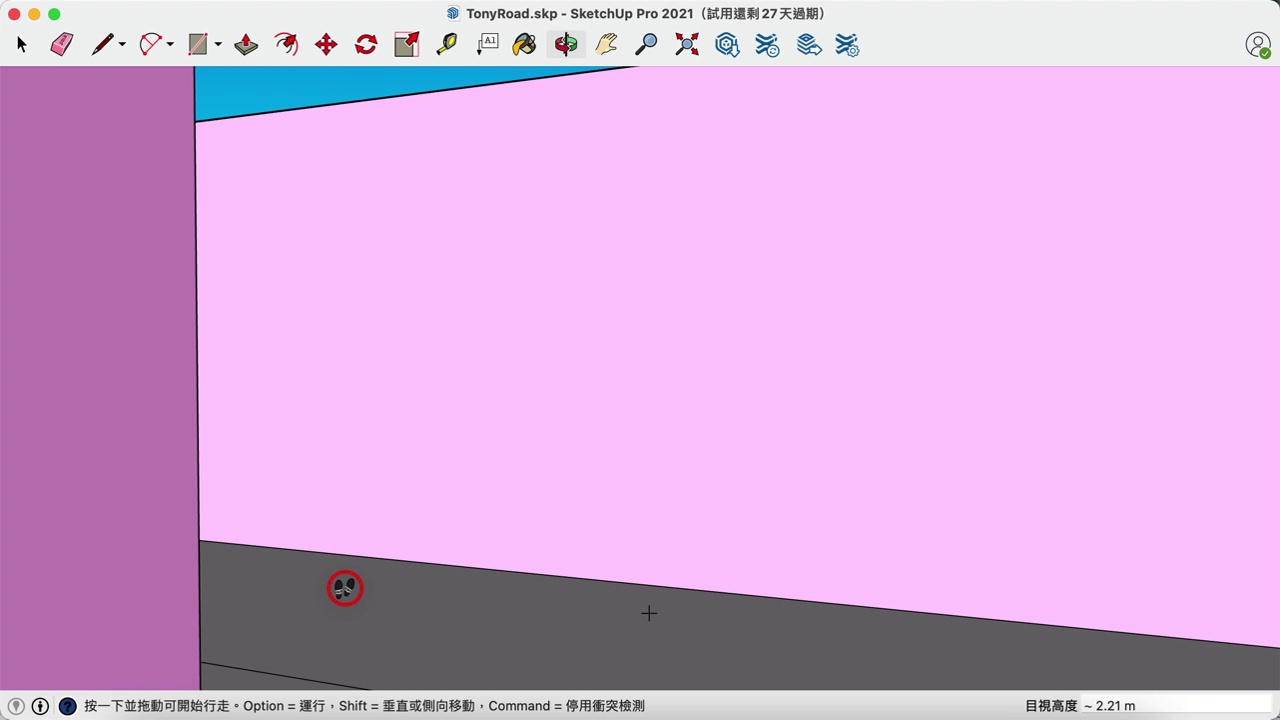 TonyRoad.skp - SketchUp Pro 2021（試用還剩 27 天過期）
A1
按一下並拖動可開始行走。Option = 運行，Shift = 垂直或側向移動，Command = 停用衝突檢測
目視高度 ~ 2.21 m